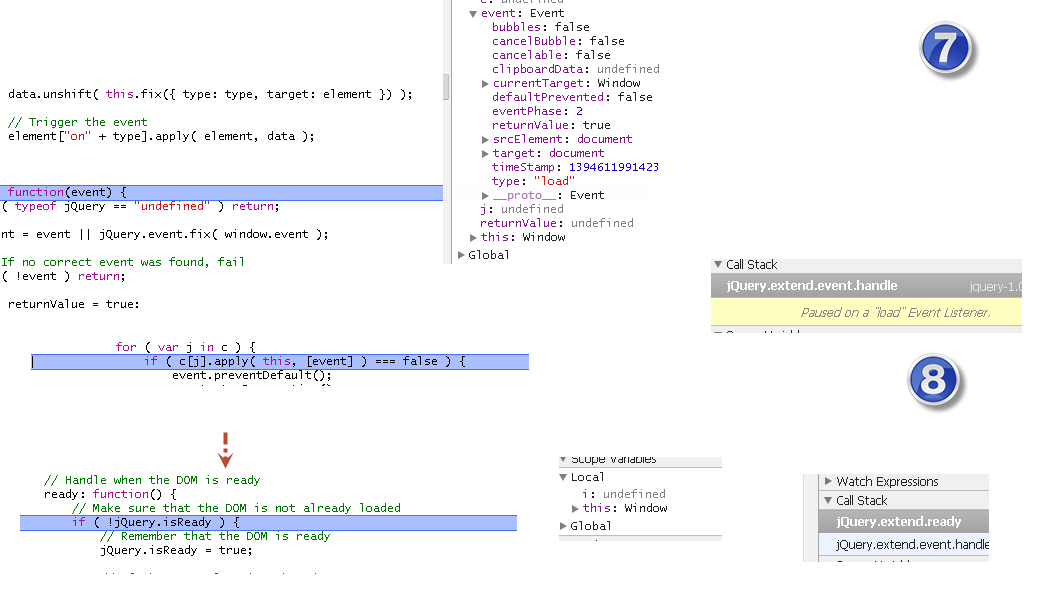 c: undefined
event: Event
bubbles: false
cancelBubble: false
cancelable: false
clipboardData: undefined
currentTarget: Window
defaultPrevented: false
eventPhase: 2
returnValue: true
srcElement: document
target: document
timeStamp: 1394611991423
type: "load"
__proto__: Event
j: undefined
returnValue: undefined
this: Window
Global
7
data.unshift( this.fix({ type: type, target: element }) );
// Trigger the event
element["on" + type].apply( element, data );
function(event) {
( typeof jQuery == "undefined" ) return;
nt = event || jQuery.event.fix( window.event );
If no correct event was found, fail
( !event ) return;
returnValue = true:
Call Stack
jQuery.extend.event.handle jquery-1.0
Paused on a "load" Event Listener.
for ( var j in c ) {
if ( c[j].apply( this, [event] ) === false ) {
event.preventDefault();
8
// Handle when the DOM is ready
ready: function() {
// Make sure that the DOM is not already loaded
if ( !jQuery.isReady ) {
// Remember that the DOM is ready
jQuery.isReady = true;
Scope Variables
Local
i: undefined
this: Window
Global
Watch Expressions
Call Stack
jQuery.extend.ready
jQuery.extend.event.handle